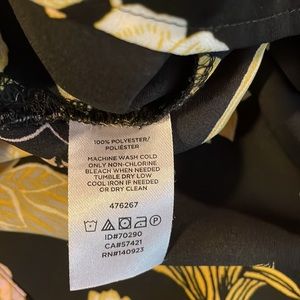 100% POLYESTER/
POLIÉSTER
MACHINE WASH COLD
ONLY NON-CHLORINE
BLEACH WHEN NEEDED
TUMBLE DRY LOW
COOL IRON IF NEEDED
OR DRY CLEAN
476267
ID#70290
CA#57421
RN#140923